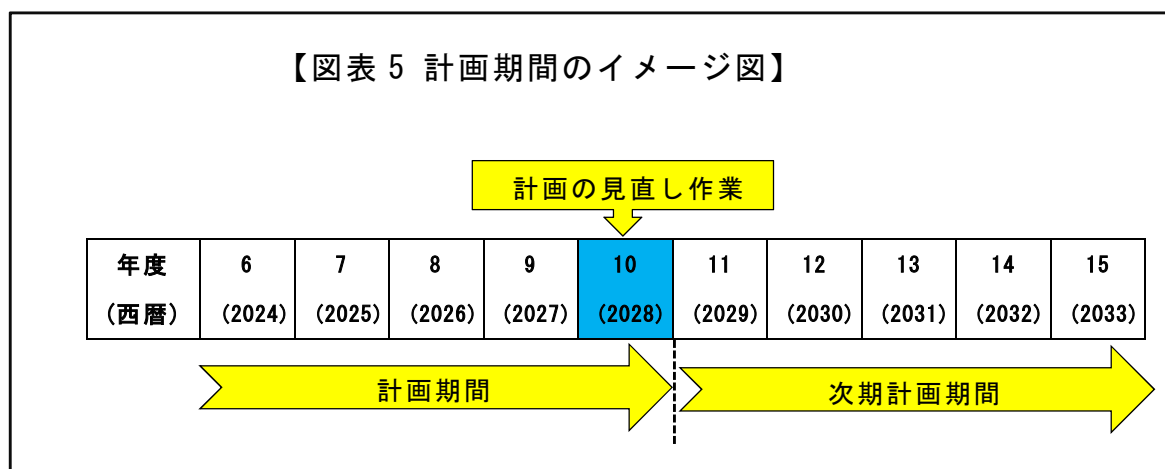 【図表5 計画期間のイメージ図】
計画の見直し作業
年度 6 7 8 9 10 11 12 13 14 15
(西暦) (2024) (2025) (2026) (2027) (2028) (2029) (2030) (2031) (2032) (2033)
計画期間 次期計画期間